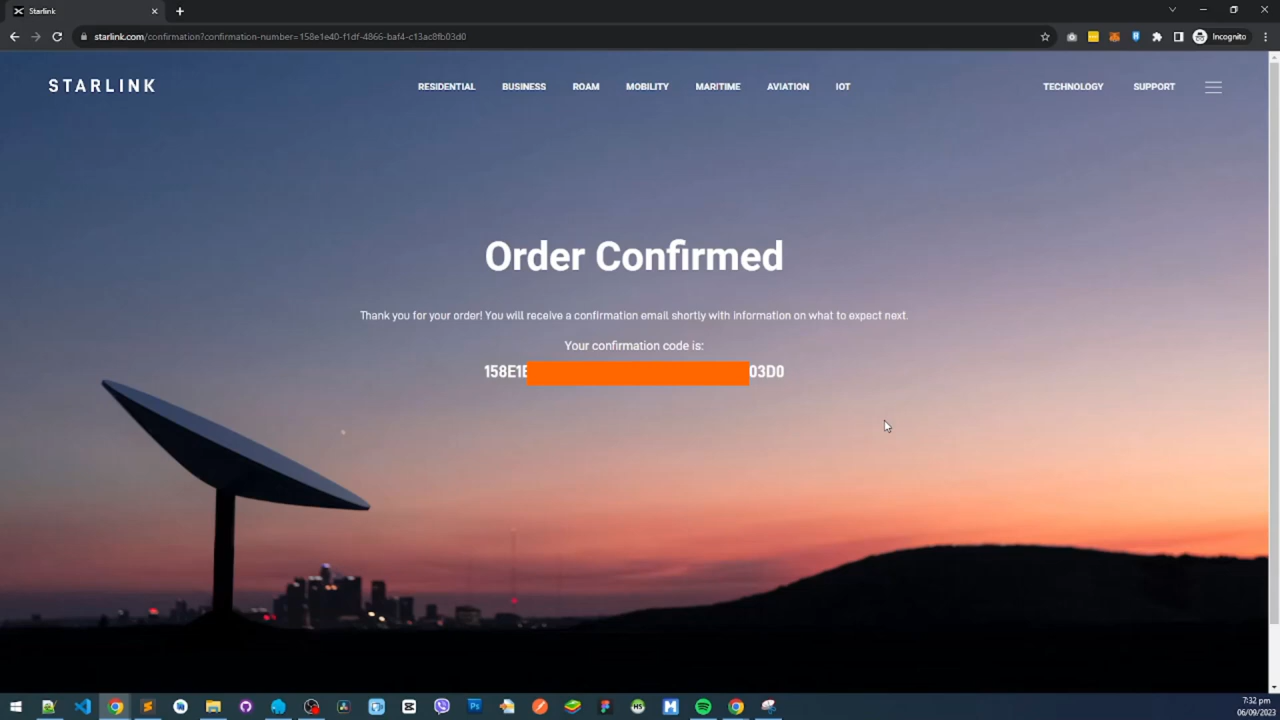 Starlink
starlink.com/confirmation?confirmation-number=158e1e40-f1df-4866-baf4-c13ac8fb03d0
Incognito
STARLINK
RESIDENTIAL BUSINESS ROAM MOBILITY MARITIME AVIATION IOT TECHNOLOGY SUPPORT
Order Confirmed
Thank you for your order! You will receive a confirmation email shortly with information on what to expect next.
Your confirmation code is:
158E1E 03D0
7:32 pm
06/09/2023